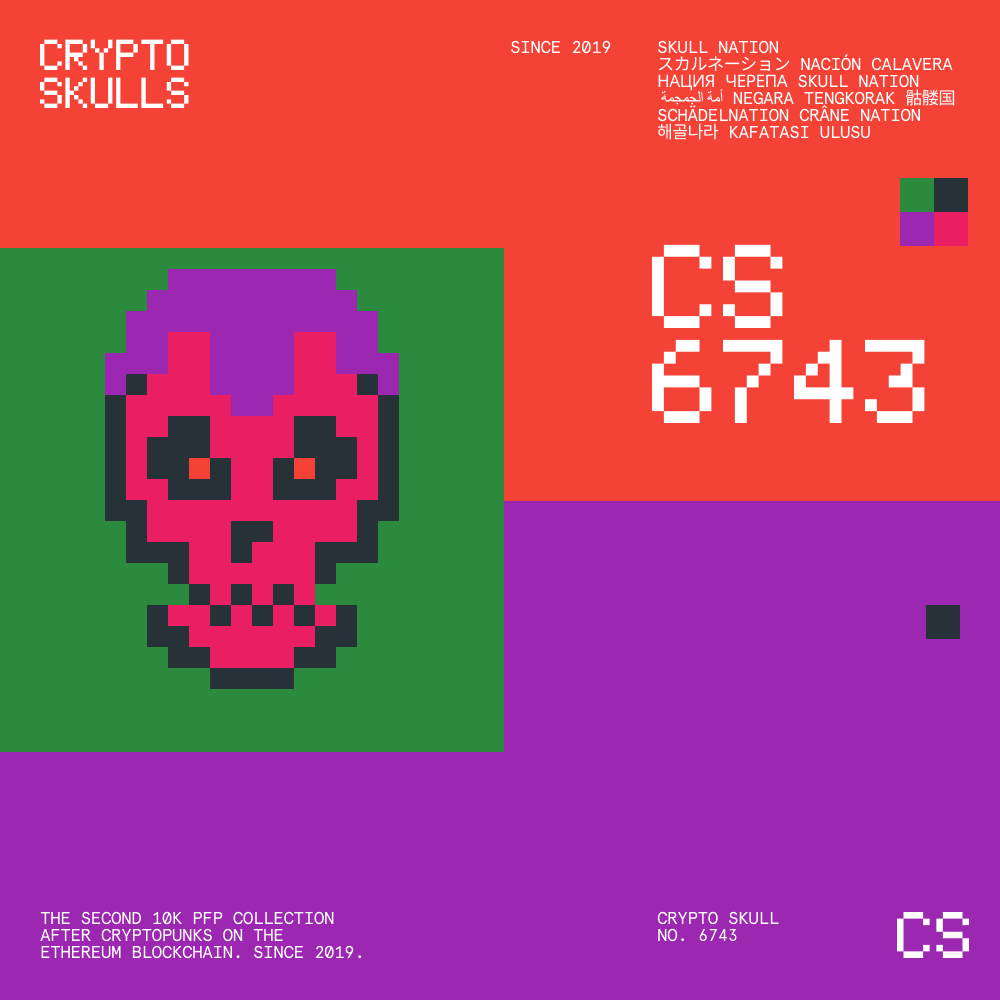 CRYPTO
SKULLS
SINCE 2019
SKULL NATION
スカルネーション NACIÓN CALAVERA
НАЦИЯ ЧЕРЕПА SKULL NATION
أمة الجمجمة NEGARA TENGKORAK 骷髅国
SCHÄDELNATION CRÂNE NATION
해골나라 KAFATASI ULUSU
CS
6743
THE SECOND 10K PFP COLLECTION
AFTER CRYPTOPUNKS ON THE
ETHEREUM BLOCKCHAIN. SINCE 2019.
CRYPTO SKULL
NO. 6743
CS